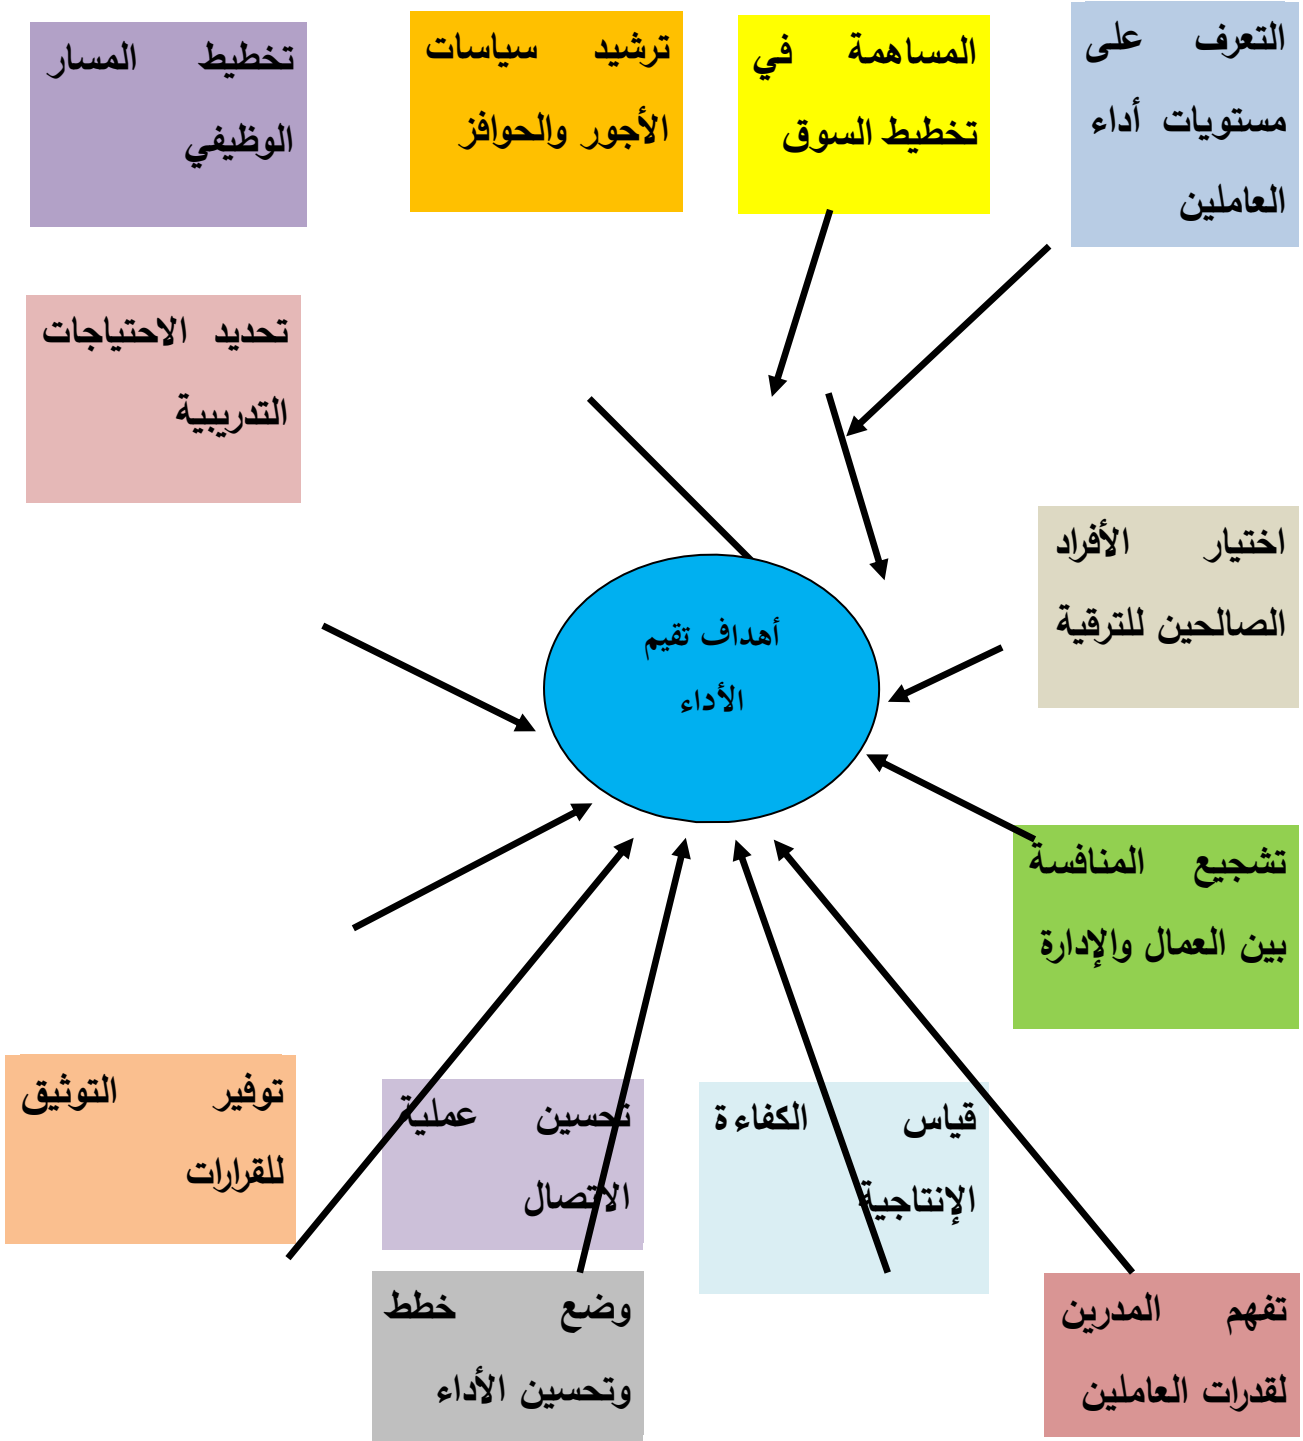 التعرف على
مستويات أداء
العاملين
المساهمة في
تخطيط السوق
ترشيد سياسات
الأجور والحوافز
تخطيط المسار
الوظيفي
تحديد الاحتياجات
التدريبية
اختيار الأفراد
الصالحين للترقية
أهداف تقيم
الأداء
تشجيع المنافسة
بين العمال والإدارة
توفير التوثيق
للقرارات
تحسين عملية
الاتصال
قياس الكفاءة
الإنتاجية
وضع خطط
وتحسين الأداء
تفهم المدرين
لقدرات العاملين